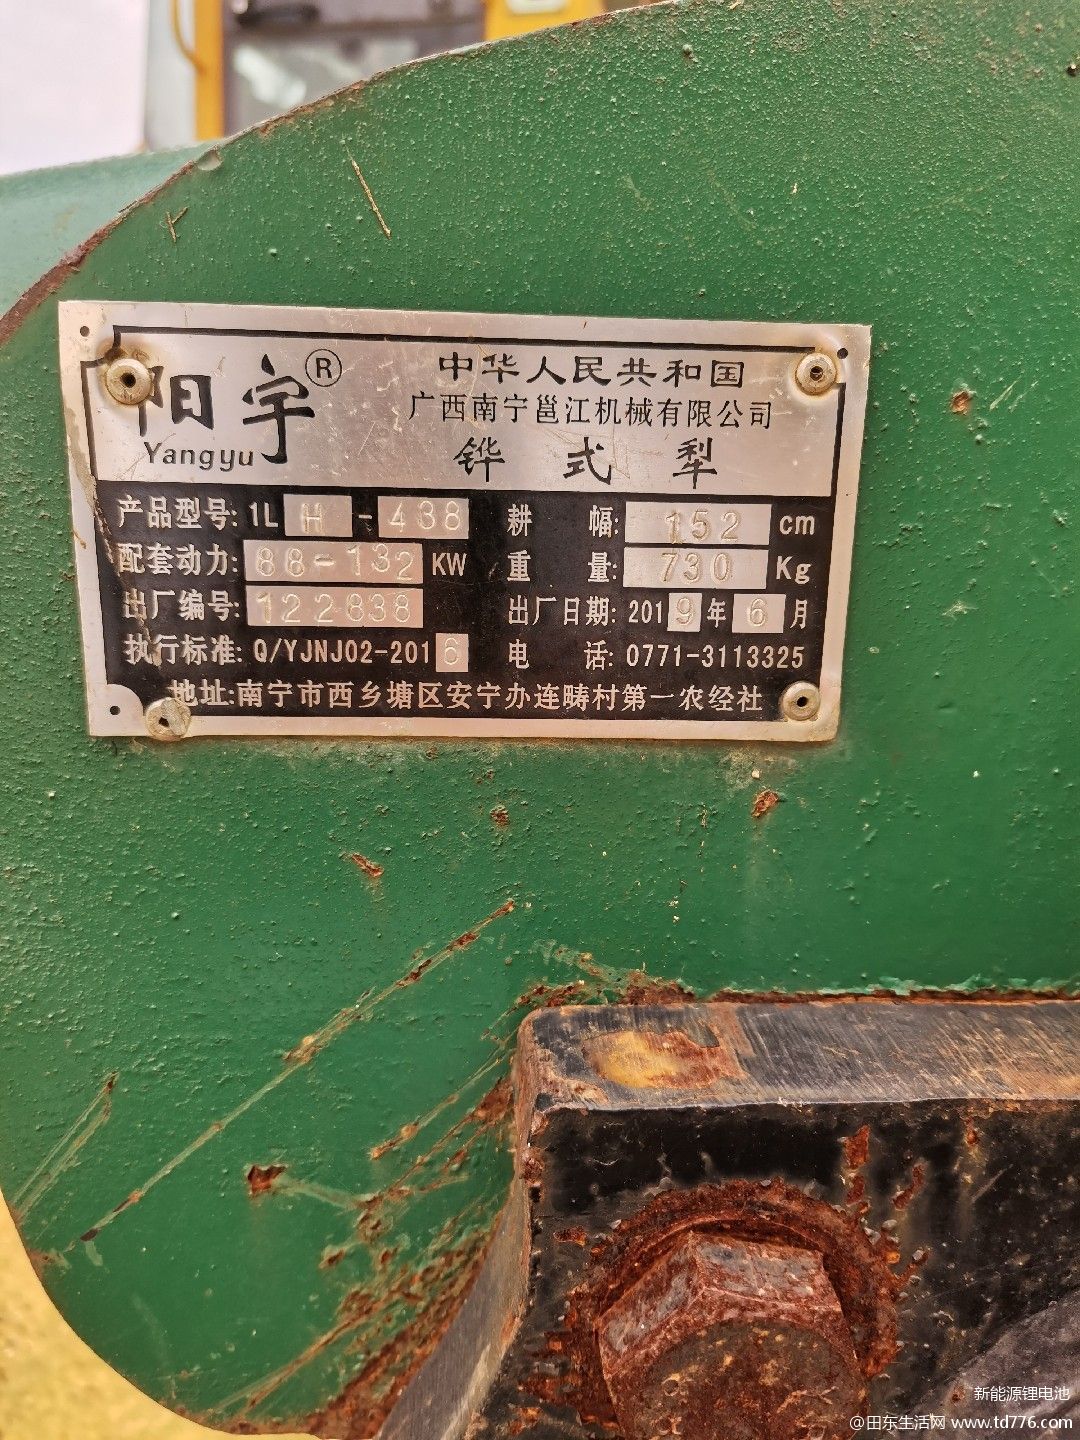 阳宇®
Yangyu
中华人民共和国
广西南宁邕江机械有限公司
铧式犁
产品型号: 1L H - 438
耕幅: 152 cm
配套动力: 88-132 KW
重量: 730 Kg
出厂编号: 122838
出厂日期: 2019年6月
执行标准: Q/YJNJ02-2016
电话: 0771-3113325
地址:南宁市西乡塘区安宁办连畴村第一农经社
新能源锂电池
@田东生活网 www.td776.com